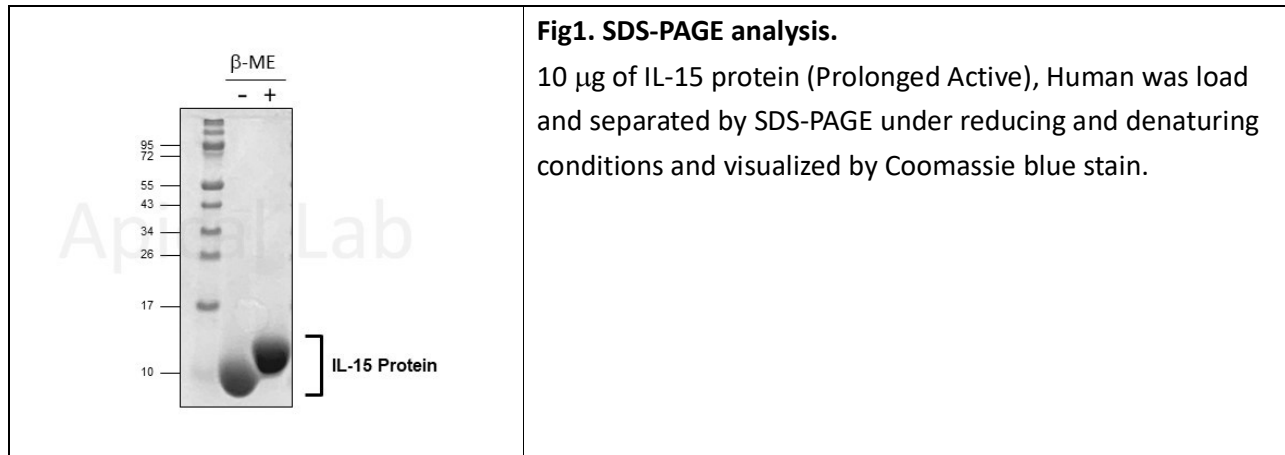 β-ME
- +
95
72
55
43
34
26
17
10
IL-15 Protein
Apical Lab
Fig1. SDS-PAGE analysis.
10 μg of IL-15 protein (Prolonged Active), Human was load
and separated by SDS-PAGE under reducing and denaturing
conditions and visualized by Coomassie blue stain.